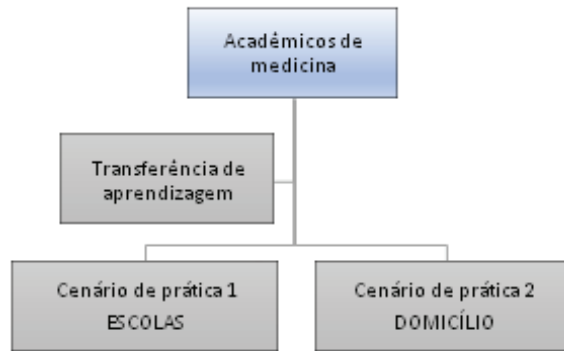 Acadêmicos de
medicina
Transferência de
aprendizagem
Cenário de prática 1
ESCOLAS
Cenário de prática 2
DOMICÍLIO